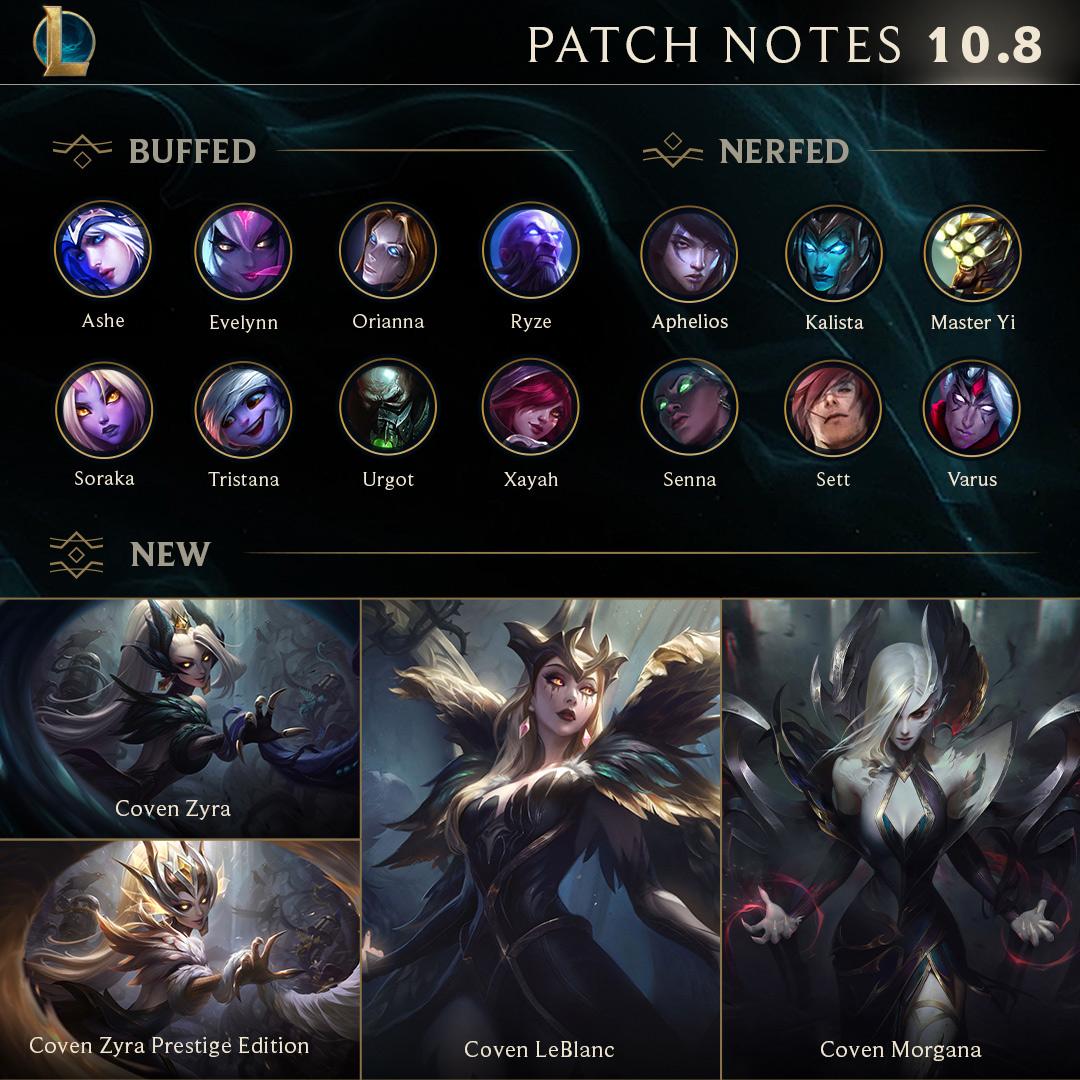 PATCH NOTES 10.8
BUFFED
NERFED
Ashe
Evelynn
Orianna
Ryze
Aphelios
Kalista
Master Yi
Soraka
Tristana
Urgot
Xayah
Senna
Sett
Varus
NEW
Coven Zyra
Coven Zyra Prestige Edition
Coven LeBlanc
Coven Morgana